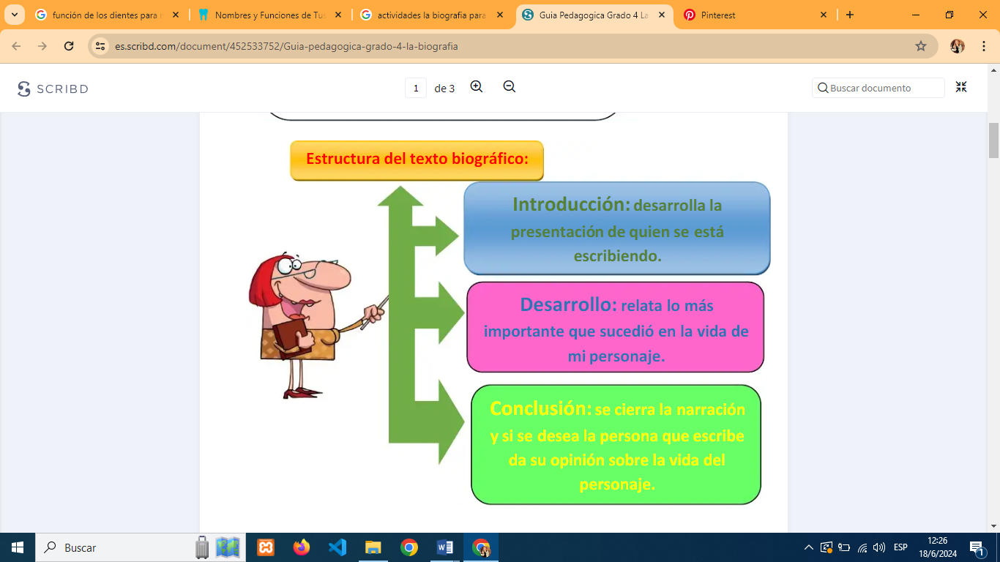 función de los dientes para n
Nombres y Funciones de Tus
actividades la biografia para
Guia Pedagogica Grado 4 La
Pinterest
es.scribd.com/document/452533752/Guia-pedagogica-grado-4-la-biografia
SCRIBD
1 de 3
Buscar documento
Estructura del texto biográfico:
Introducción: desarrolla la
presentación de quien se está
escribiendo.
Desarrollo: relata lo más
importante que sucedió en la vida de
mi personaje.
Conclusión: se cierra la narración
y si se desea la persona que escribe
da su opinión sobre la vida del
personaje.
Buscar
ESP
12:26
18/6/2024
1